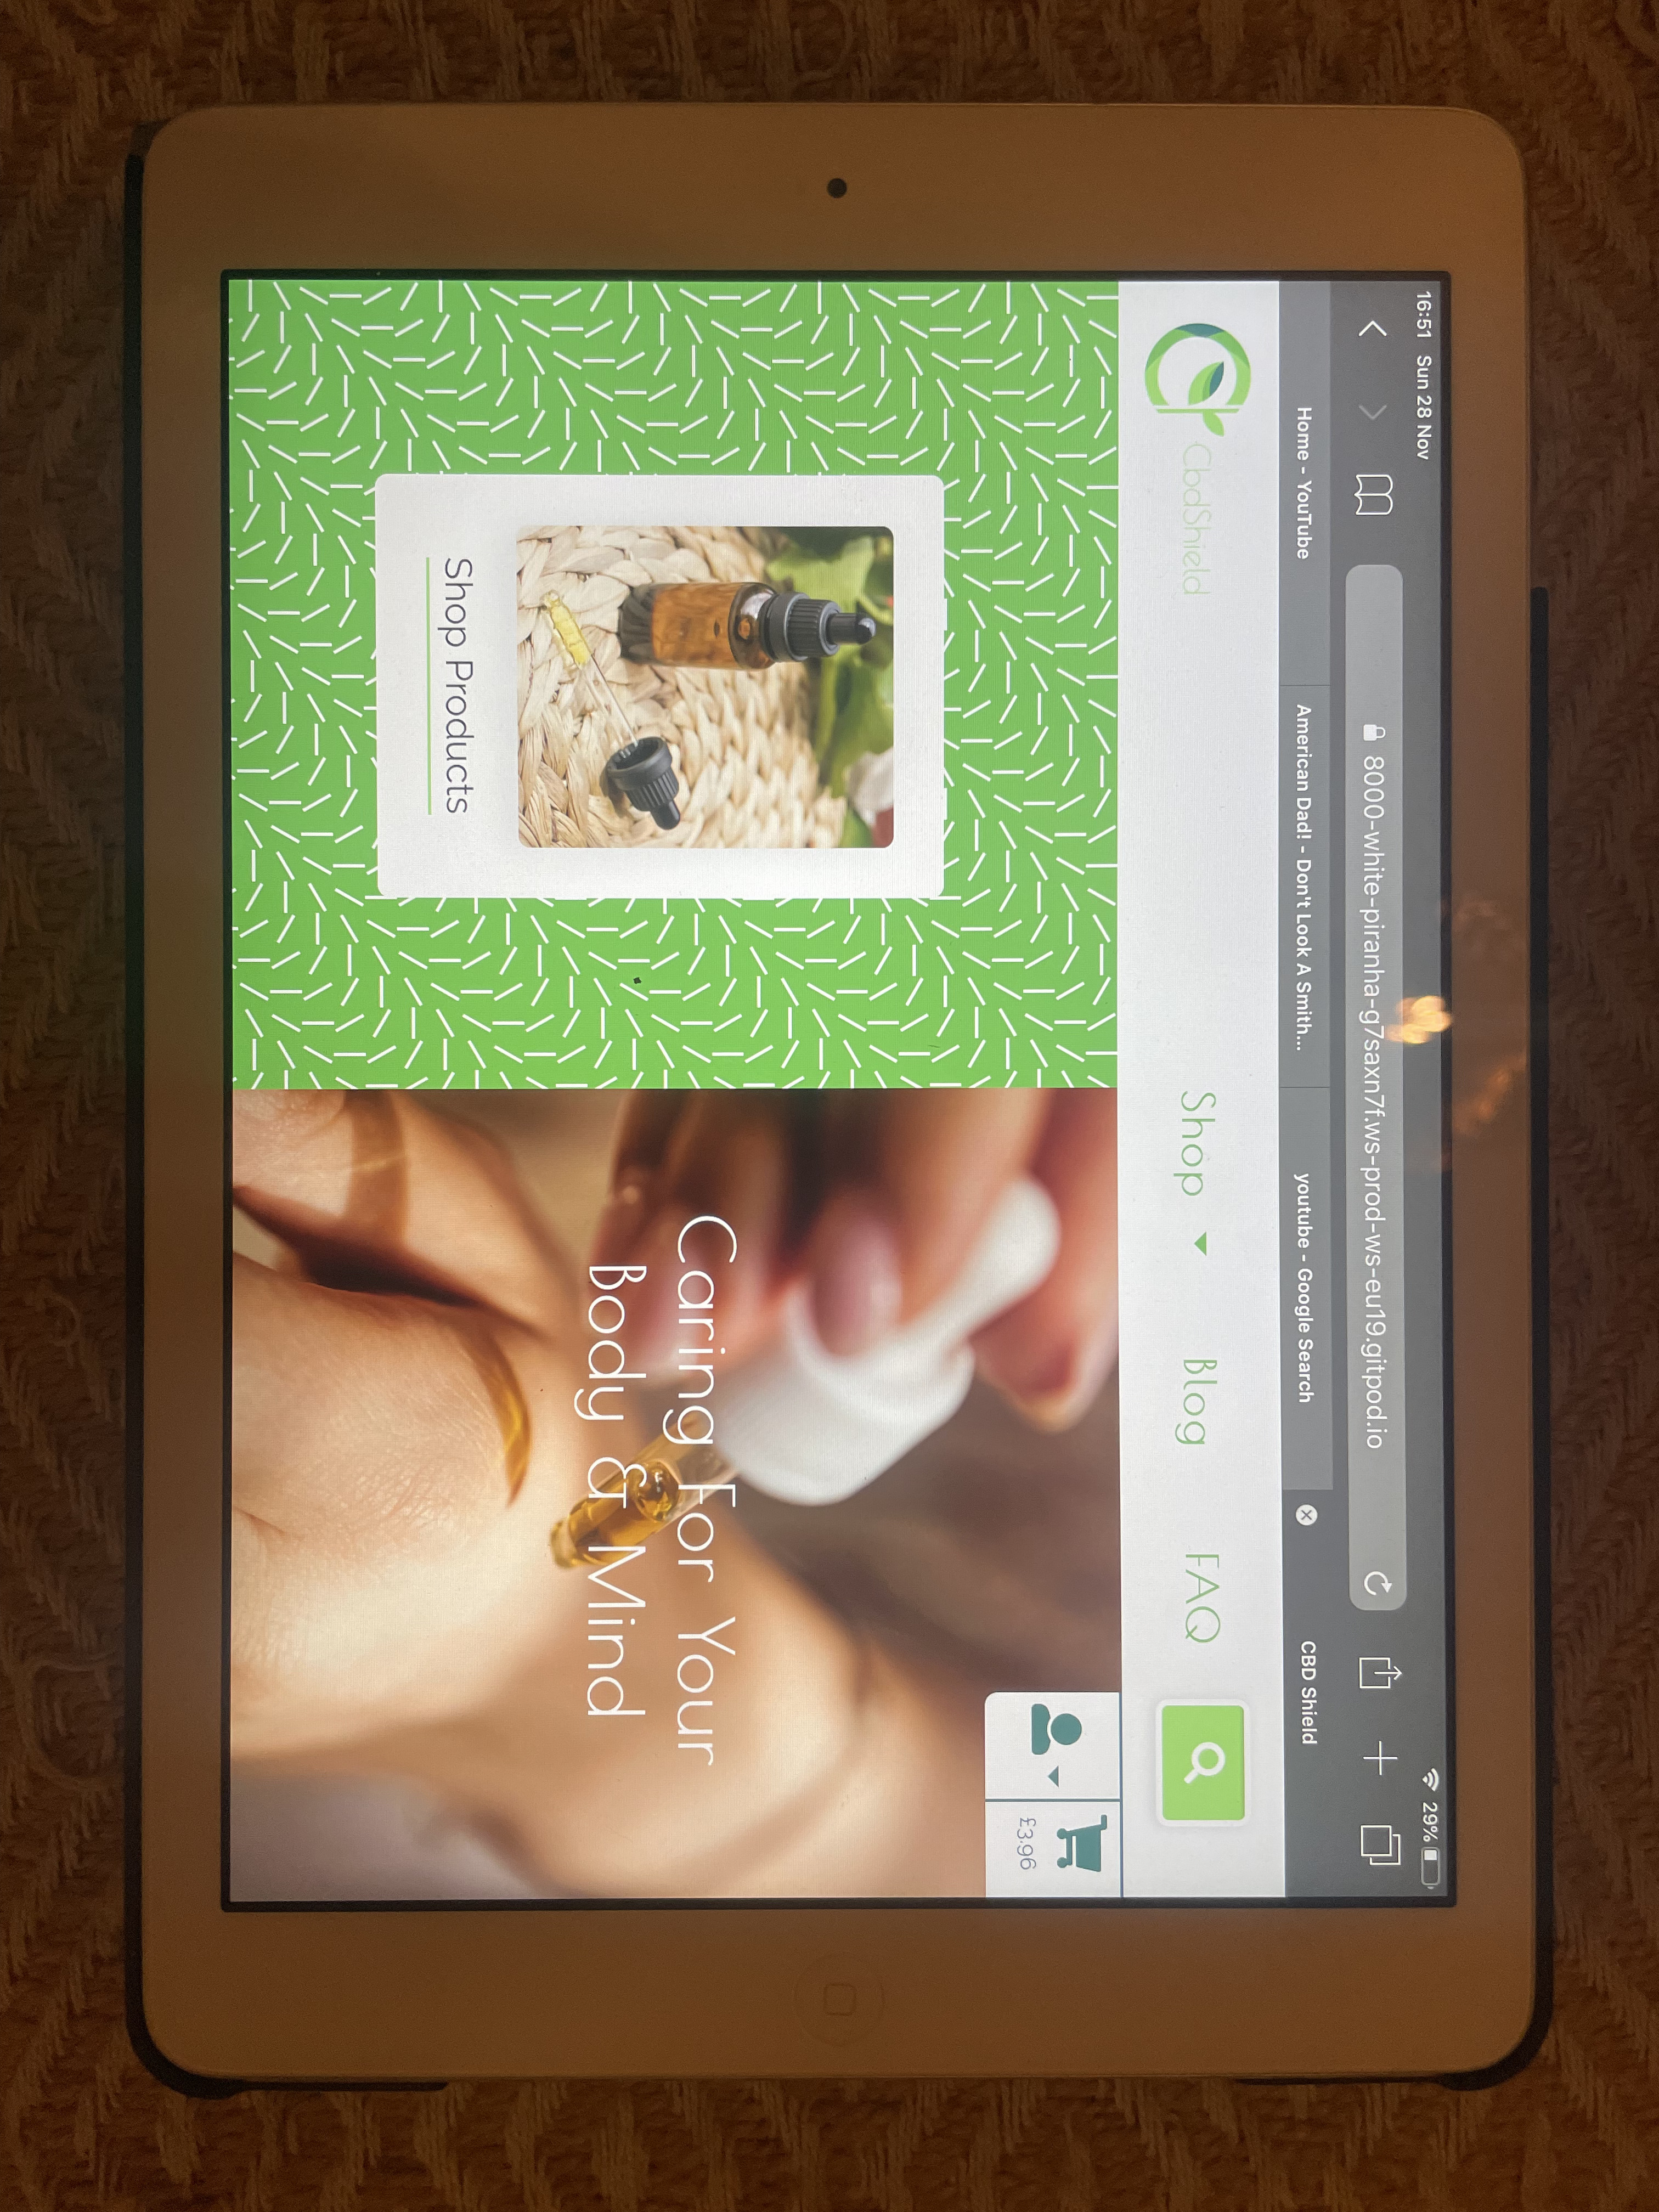 16:51 Sun 28 Nov
29%
8000-white-piranha-g7saxn7f.ws-prod-ws-eu19.gitpod.io
Home - YouTube
American Dad! - Don't Look A Smith...
youtube - Google Search
CBD Shield
CbdShield
Shop
Blog
FAQ
£3.96
Shop Products
Caring For Your
Body & Mind